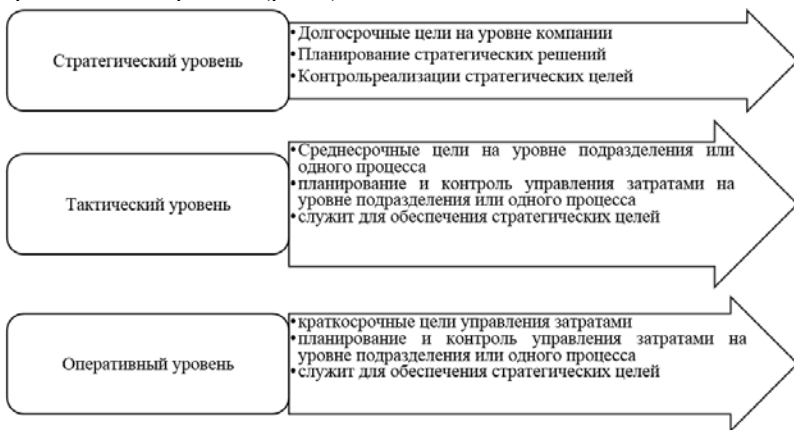 Стратегический уровень
•Долгосрочные цели на уровне компании
•Планирование стратегических решений
•Контрольреализации стратегических целей
Тактический уровень
•Среднесрочные цели на уровне подразделения или
одного процесса
•планирование и контроль управления затратами на
уровне подразделения или одного процесса
•служит для обеспечения стратегических целей
Оперативный уровень
•краткосрочные цели управления затратами
•планирование и контроль управления затратами на
уровне подразделения или одного процесса
•служит для обеспечения стратегических целей